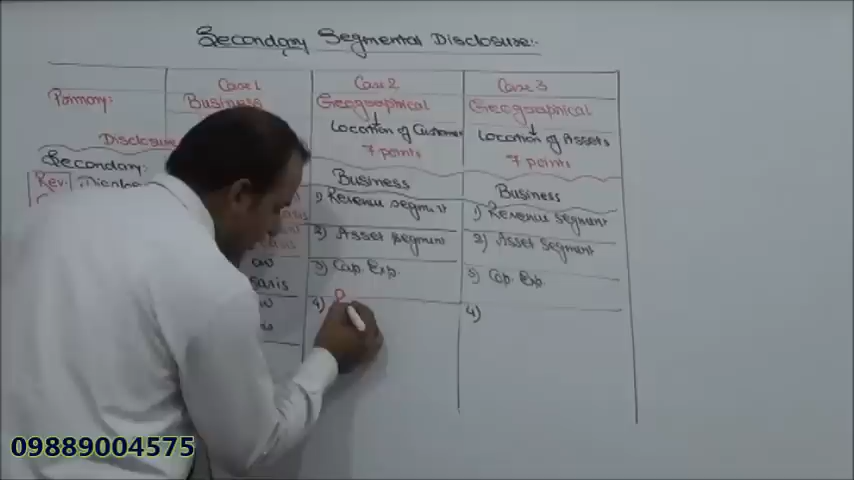 Secondary Segmental Disclosure:-
Case 1
Case 2
Case 3
Primary:
Business
Geographical
Geographical
Location of Customer
Location of Assets
Disclosure
7 points
7 points
Secondary:
Business
Business
Rev.
1) Revenue segment
1) Revenue segment
2) Asset segment
2) Asset segment
3) Cap. Exp.
3) Cap. Exp.
4)
4)
09889004575